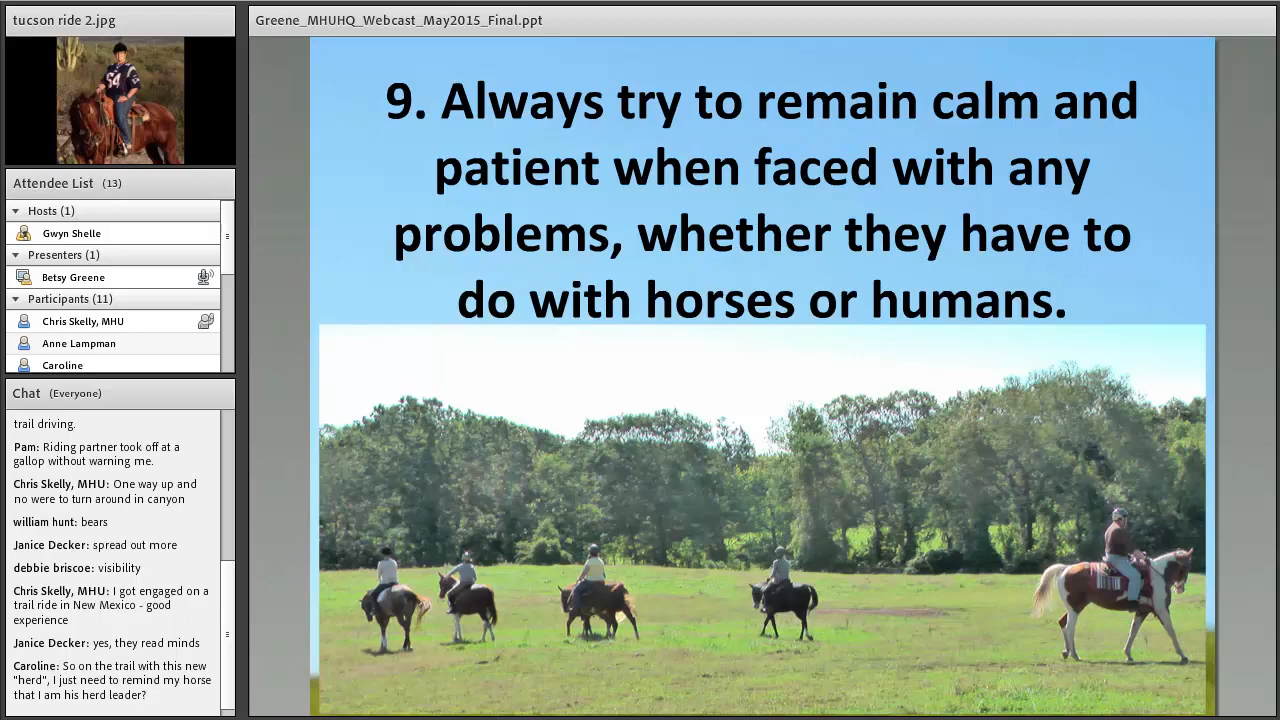 tucson ride 2.jpg
54
Attendee List (13)
Hosts (1)
Gwyn Shelle
Presenters (1)
Betsy Greene
Participants (11)
Chris Skelly, MHU
Anne Lampman
Caroline
Chat (Everyone)
trail driving.
Pam: Riding partner took off at a
gallop without warning me.
Chris Skelly, MHU: One way up and
no were to turn around in canyon
william hunt: bears
Janice Decker: spread out more
debbie briscoe: visibility
Chris Skelly, MHU: I got engaged on a
trail ride in New Mexico - good
experience
Janice Decker: yes, they read minds
Caroline: So on the trail with this new
"herd", I just need to remind my horse
that I am his herd leader?
Greene_MHUHQ_Webcast_May2015_Final.ppt
9. Always try to remain calm and
patient when faced with any
problems, whether they have to
do with horses or humans.